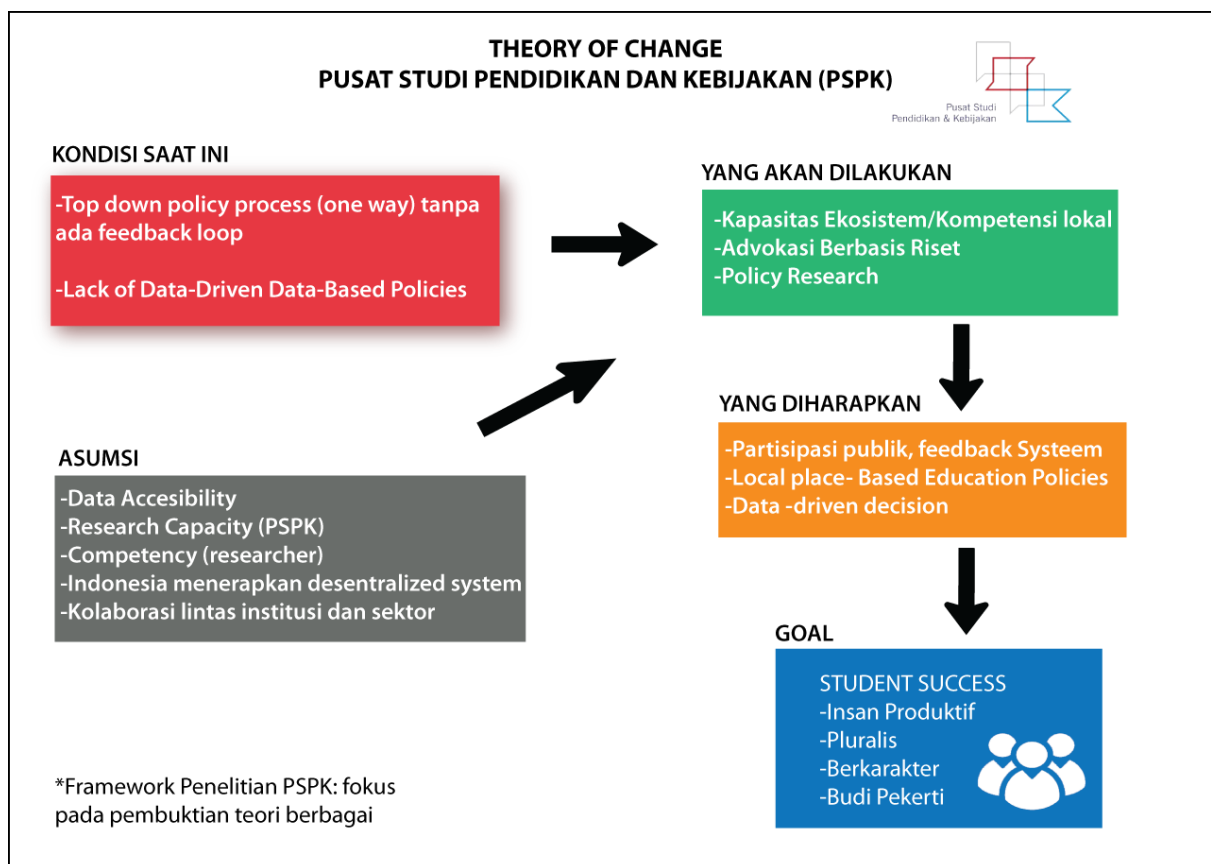 THEORY OF CHANGE
PUSAT STUDI PENDIDIKAN DAN KEBIJAKAN (PSPK)
Pusat Studi
Pendidikan & Kebijakan
KONDISI SAAT INI
-Top down policy process (one way) tanpa
ada feedback loop
-Lack of Data-Driven Data-Based Policies
YANG AKAN DILAKUKAN
-Kapasitas Ekosistem/Kompetensi lokal
-Advokasi Berbasis Riset
-Policy Research
ASUMSI
-Data Accesibility
-Research Capacity (PSPK)
-Competency (researcher)
-Indonesia menerapkan desentralized system
-Kolaborasi lintas institusi dan sektor
YANG DIHARAPKAN
-Partisipasi publik, feedback Systeem
-Local place- Based Education Policies
-Data -driven decision
GOAL
STUDENT SUCCESS
-Insan Produktif
-Pluralis
-Berkarakter
-Budi Pekerti
*Framework Penelitian PSPK: fokus
pada pembuktian teori berbagai